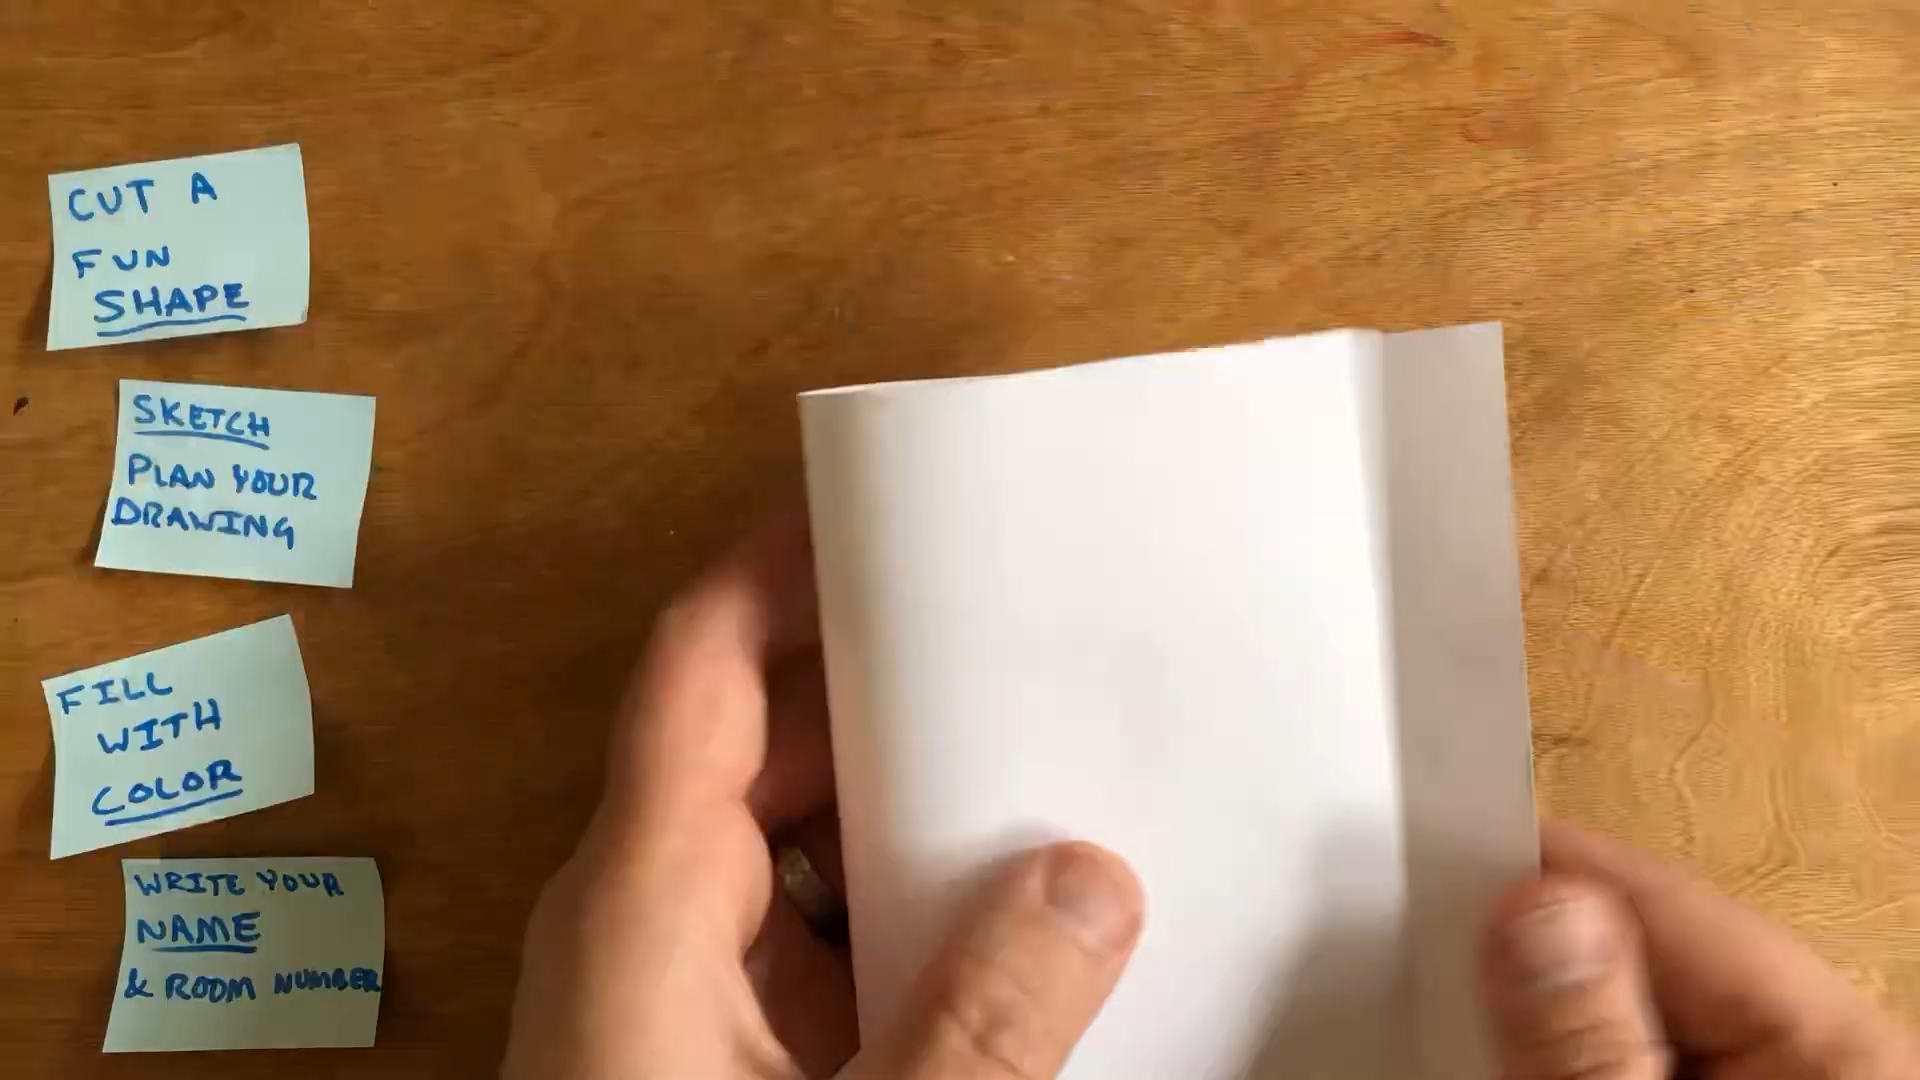 CUT A
FUN
SHAPE
SKETCH
PLAN YOUR
DRAWING
FILL
WITH
COLOR
WRITE YOUR
NAME
& ROOM NUMBER